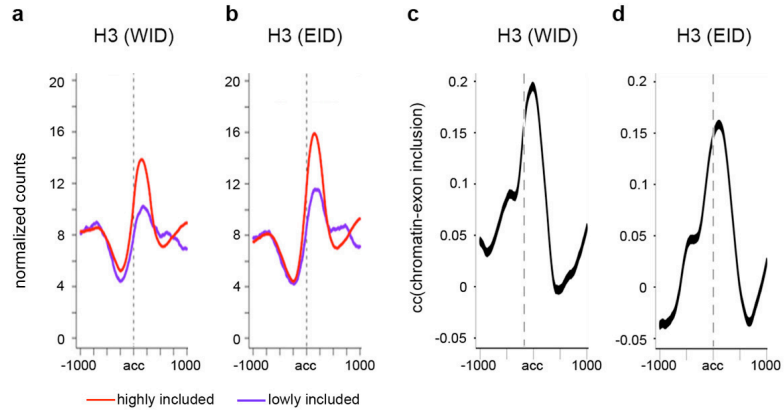 a b c d
H3 (WID) H3 (EID) H3 (WID) H3 (EID)
normalized counts
20
16
12
8
4
0
-1000 acc 1000
20
16
12
8
4
0
-1000 acc 1000
cc(chromatin-exon inclusion)
0.2
0.15
0.1
0.05
0
-0.05
-1000 acc 1000
0.2
0.15
0.1
0.05
0
-0.05
-1000 acc 1000
highly included lowly included